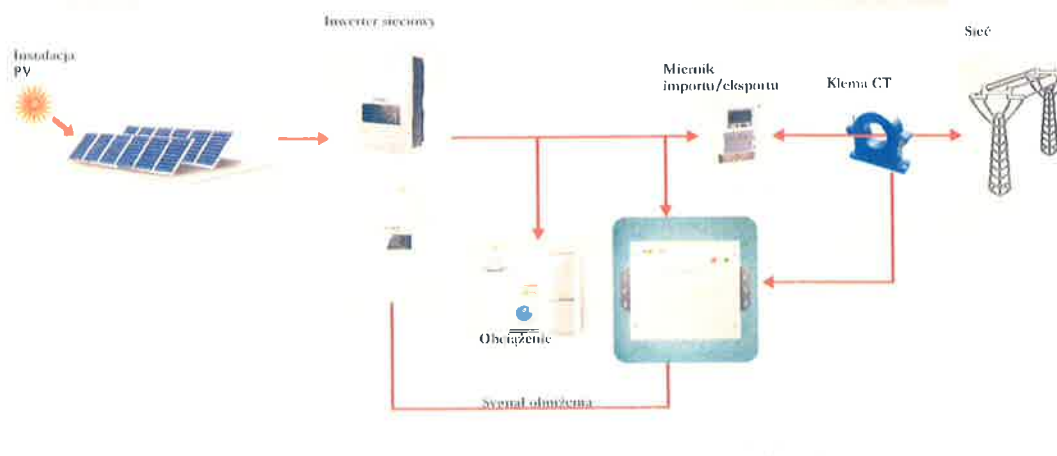 Inwerter sieciowy
Sieć
Instalacja
PV
Miernik
importu/eksportu
Klema CT
Obciążenie
Sygnał obniżenia